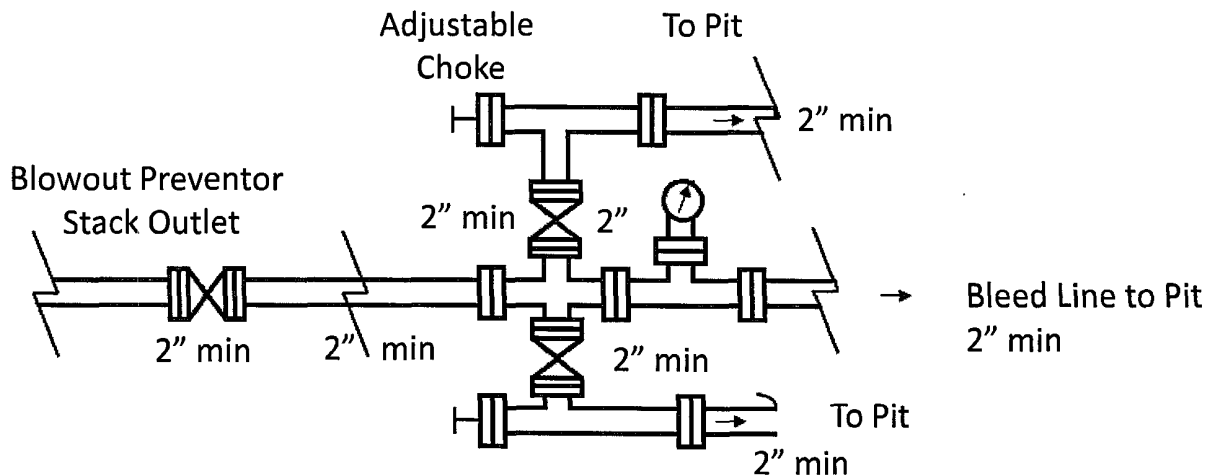 Adjustable
Choke
To Pit
2” min
Blowout Preventor
Stack Outlet
2” min
2”
2” min
2” min
2” min
Bleed Line to Pit
2” min
To Pit
2” min